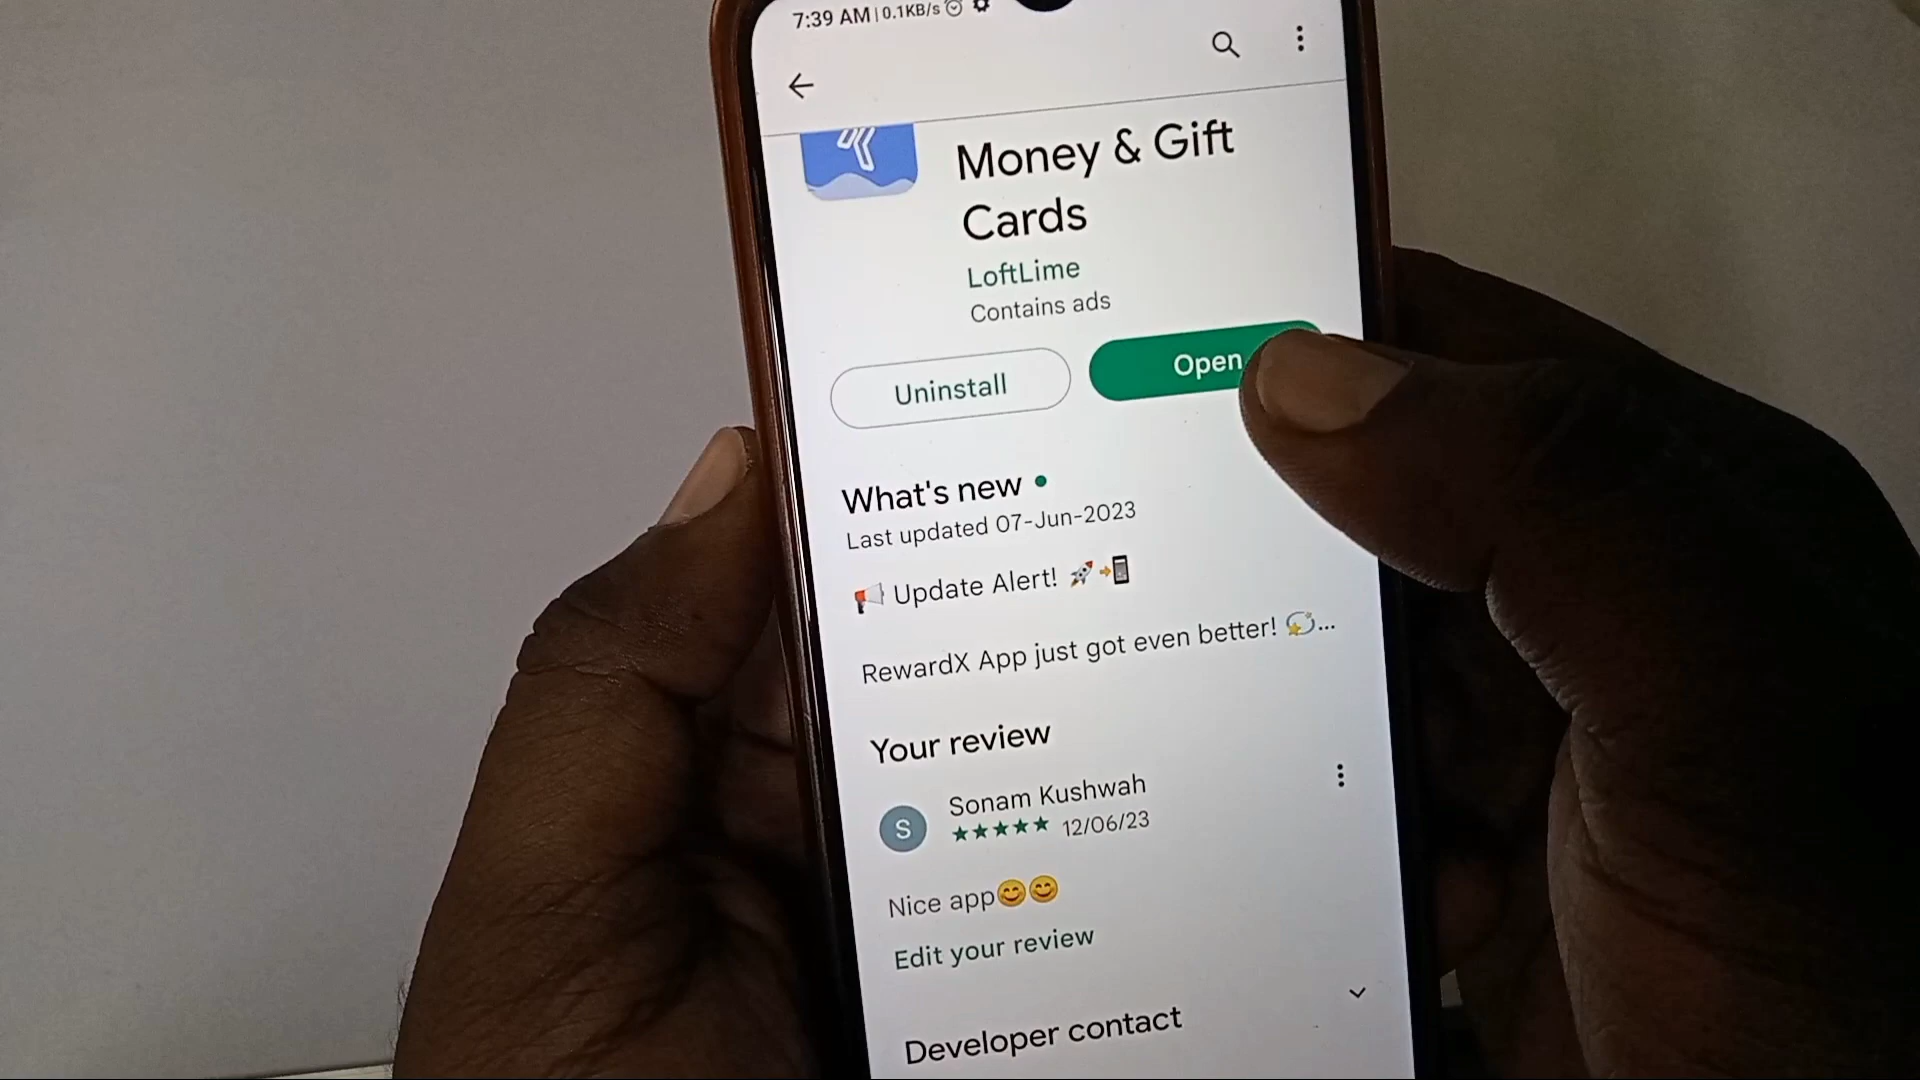 7:39 AM | 0.1KB/s
Money & Gift
Cards
LoftLime
Contains ads
Uninstall
Open
What's new
Last updated 07-Jun-2023
📢 Update Alert! 🚀📲
RewardX App just got even better! 💫...
Your review
S
Sonam Kushwah
★★★★★ 12/06/23
Nice app😊😊
Edit your review
Developer contact